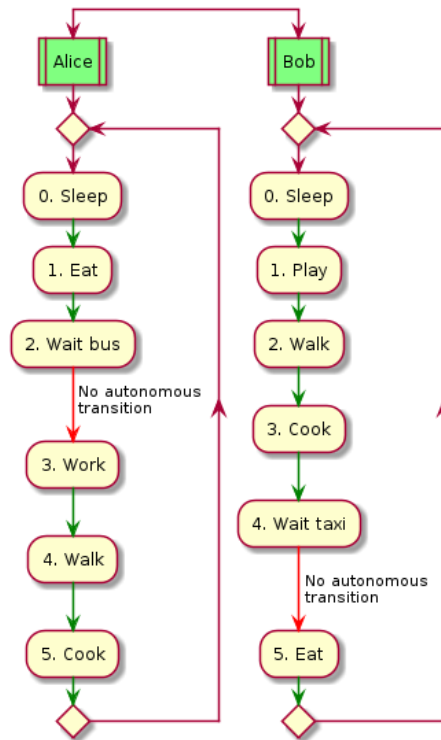 Alice
0. Sleep
1. Eat
2. Wait bus
No autonomous
transition
3. Work
4. Walk
5. Cook
Bob
0. Sleep
1. Play
2. Walk
3. Cook
4. Wait taxi
No autonomous
transition
5. Eat